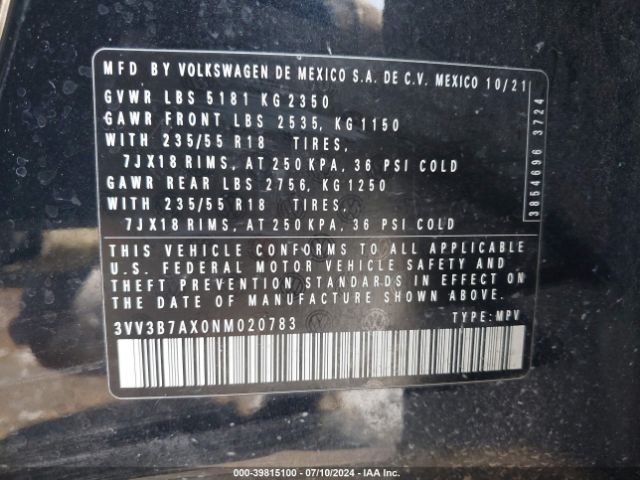 MFD BY VOLKSWAGEN DE MEXICO S.A. DE C.V. MEXICO 10/21
GVWR LBS 5181 KG 2350
GAWR FRONT LBS 2535, KG 1150
WITH 235/55 R18 TIRES,
7JX18 RIMS, AT 250 KPA, 36 PSI COLD
GAWR REAR LBS 2756, KG 1250
WITH 235/55 R18 TIRES,
7JX18 RIMS, AT 250 KPA, 36 PSI COLD
3854696 3724
THIS VEHICLE CONFORMS TO ALL APPLICABLE
U.S. FEDERAL MOTOR VEHICLE SAFETY AND
THEFT PREVENTION STANDARDS IN EFFECT ON
THE DATE OF MANUFACTURE SHOWN ABOVE.
3VV3B7AX0NM020783 TYPE: MPV
000-39815100 - 07/10/2024 - IAA Inc.